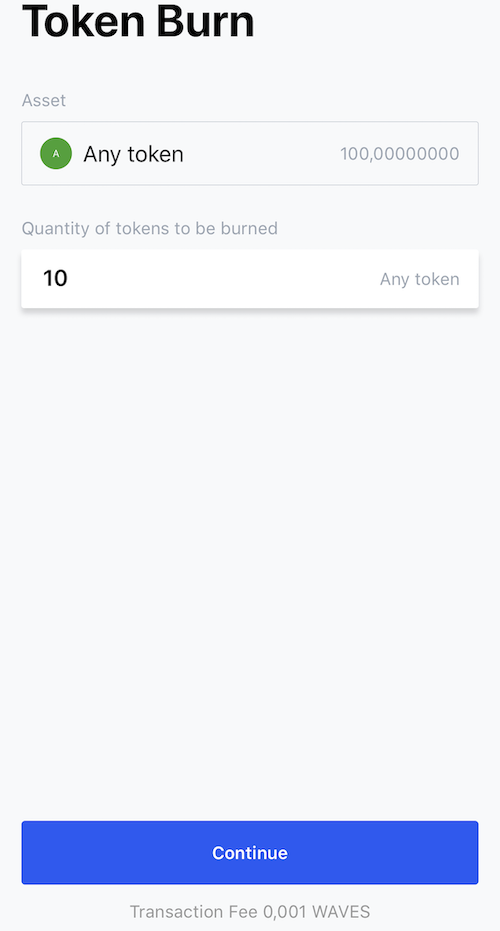 Token Burn
Asset
A Any token 100,00000000
Quantity of tokens to be burned
10 Any token
Continue
Transaction Fee 0,001 WAVES